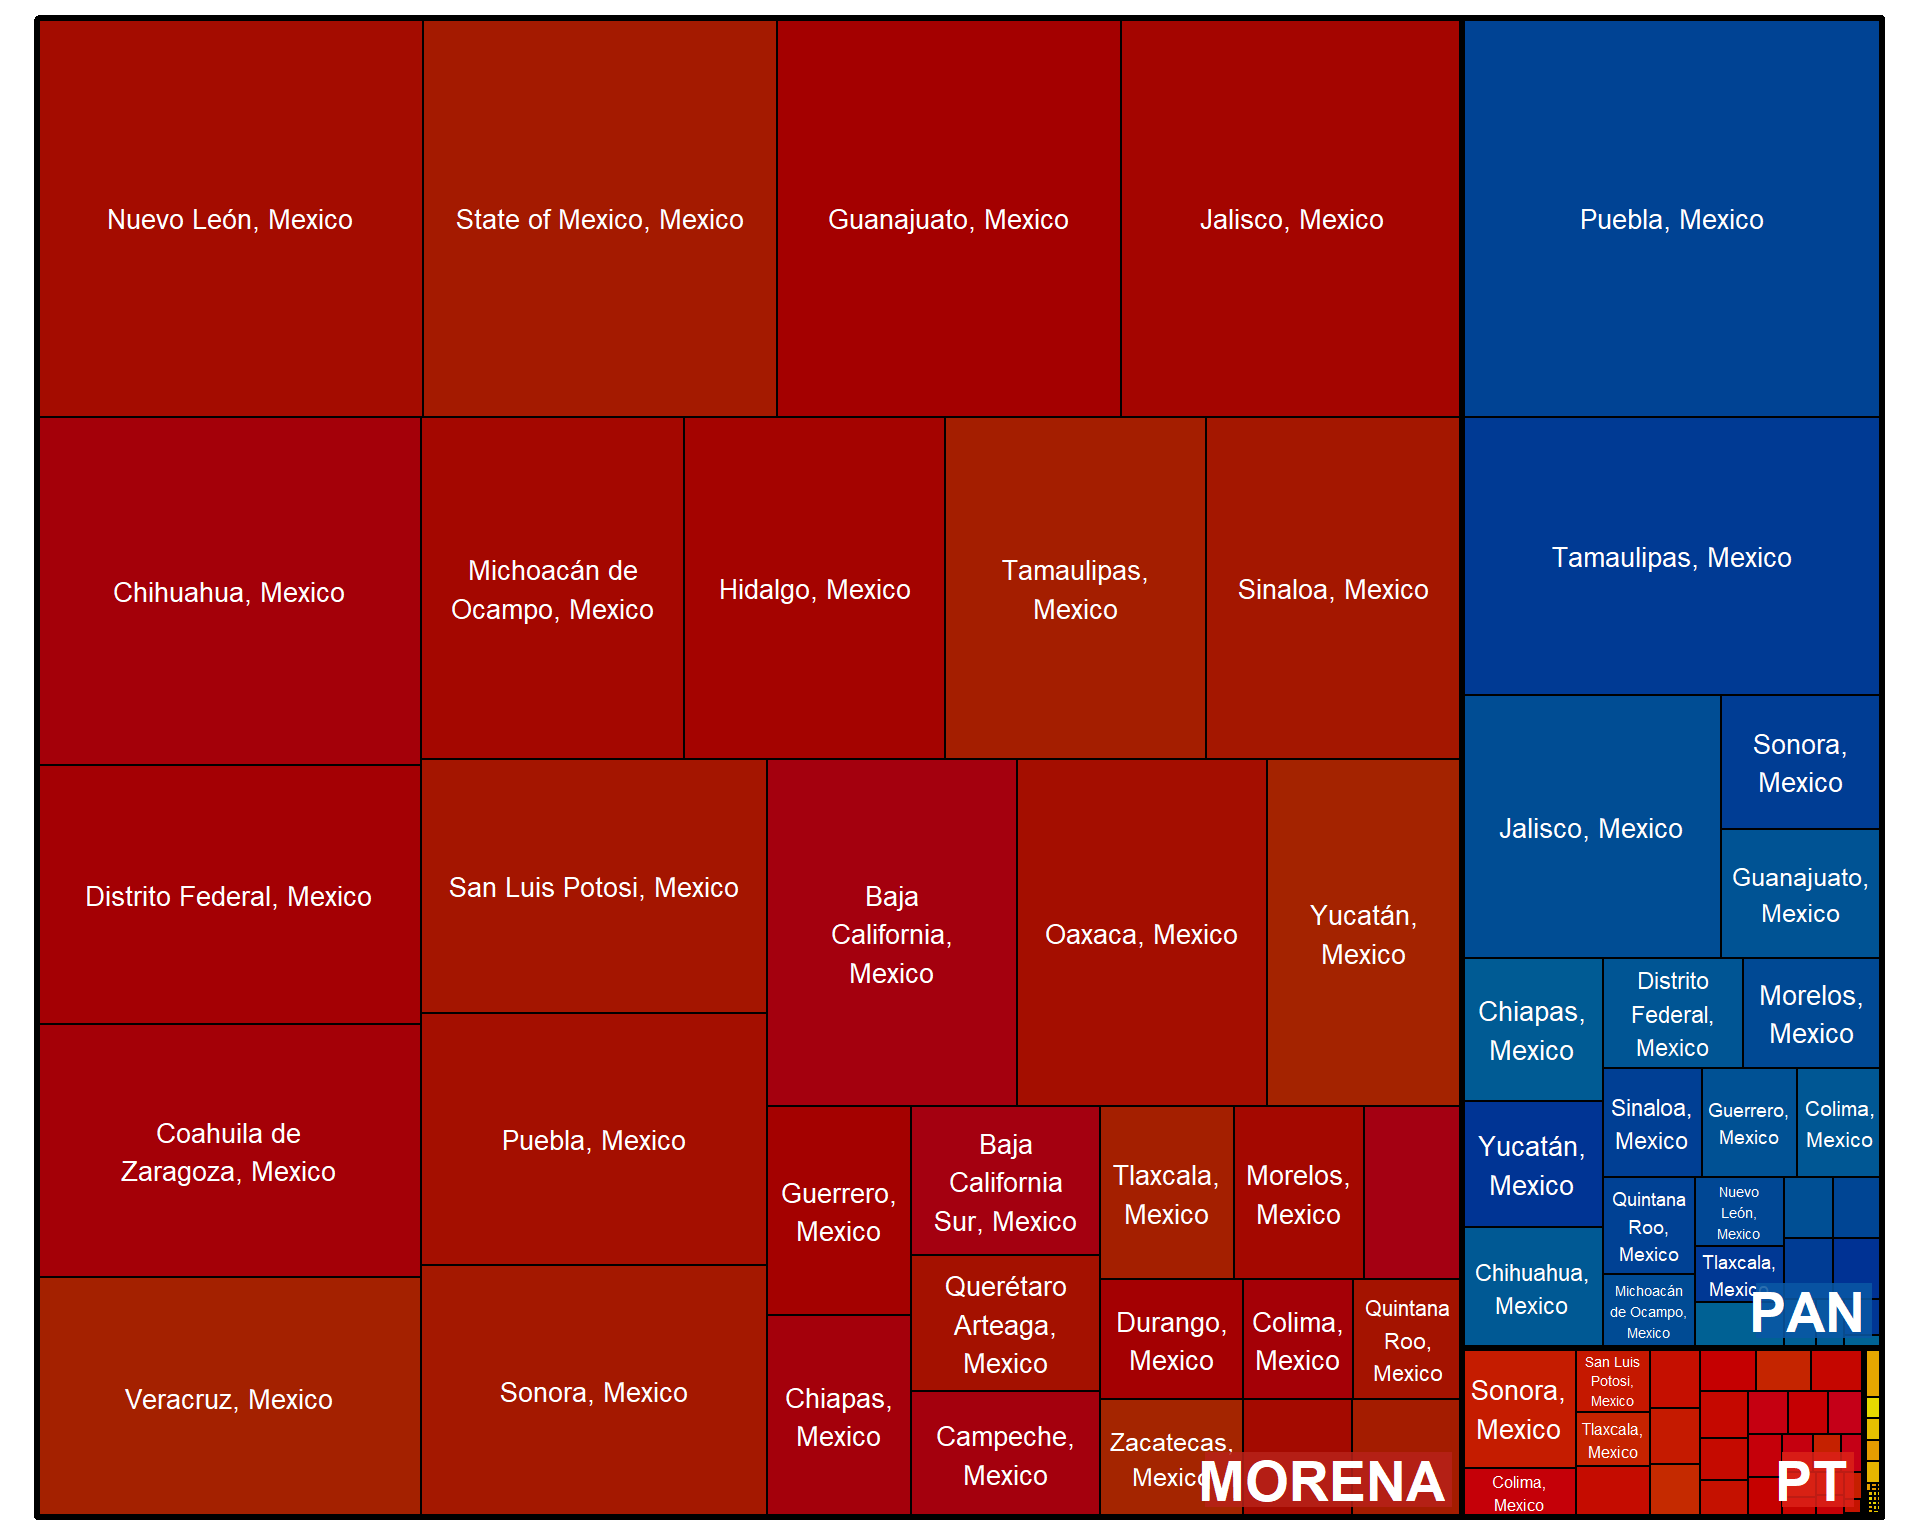 Nuevo León, Mexico
State of Mexico, Mexico
Guanajuato, Mexico
Jalisco, Mexico
Puebla, Mexico
Chihuahua, Mexico
Michoacán de
Ocampo, Mexico
Hidalgo, Mexico
Tamaulipas,
Mexico
Sinaloa, Mexico
Tamaulipas, Mexico
Distrito Federal, Mexico
San Luis Potosi, Mexico
Baja
California,
Mexico
Oaxaca, Mexico
Yucatán,
Mexico
Jalisco, Mexico
Sonora,
Mexico
Guanajuato,
Mexico
Coahuila de
Zaragoza, Mexico
Puebla, Mexico
Guerrero,
Mexico
Baja
California
Sur, Mexico
Tlaxcala,
Mexico
Morelos,
Mexico
Chiapas,
Mexico
Distrito
Federal,
Mexico
Morelos,
Mexico
Yucatán,
Mexico
Sinaloa,
Mexico
Guerrero,
Mexico
Colima,
Mexico
Quintana
Roo,
Mexico
Nuevo
León,
Mexico
Tlaxcala,
Mexico
Chihuahua,
Mexico
Michoacán
de Ocampo,
Mexico
PAN
Veracruz, Mexico
Sonora, Mexico
Chiapas,
Mexico
Querétaro
Arteaga,
Mexico
Durango,
Mexico
Colima,
Mexico
Quintana
Roo,
Mexico
Campeche,
Mexico
Zacatecas,
Mexico
MORENA
Sonora,
Mexico
San Luis
Potosi,
Mexico
Tlaxcala,
Mexico
Colima,
Mexico
PT